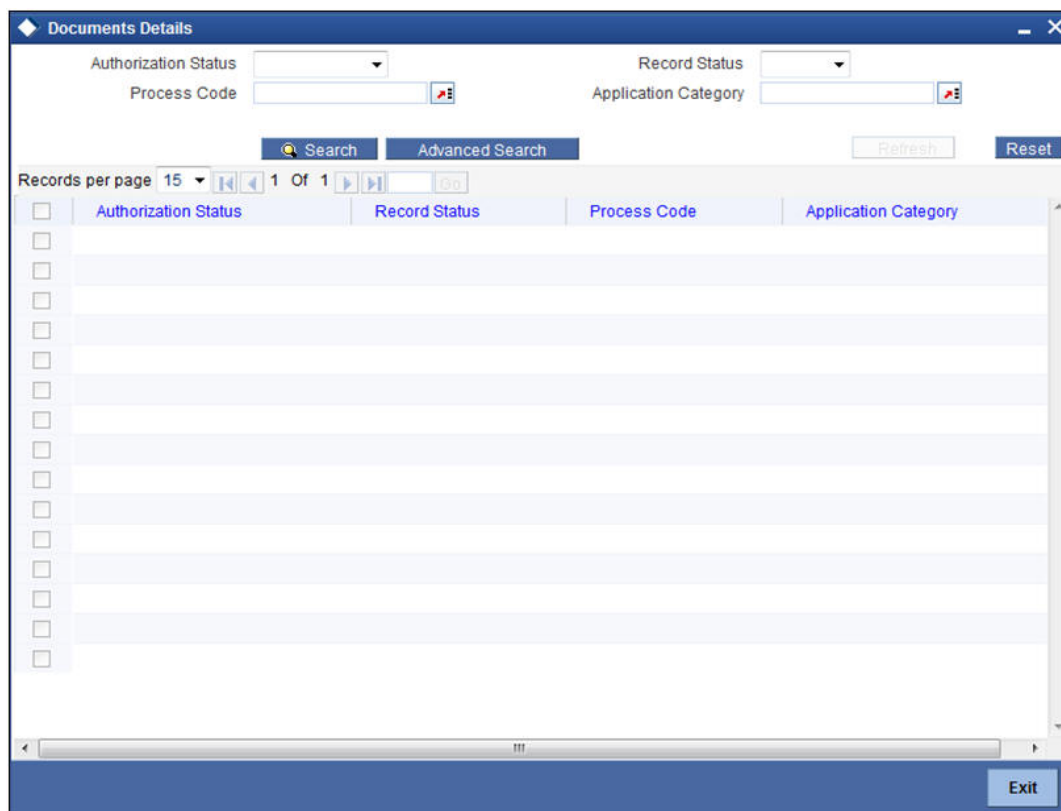 Documents Details
Authorization Status Record Status
Process Code Application Category
Search Advanced Search Refresh Reset
Records per page 15 1 Of 1 Go
Authorization Status Record Status Process Code Application Category
Exit